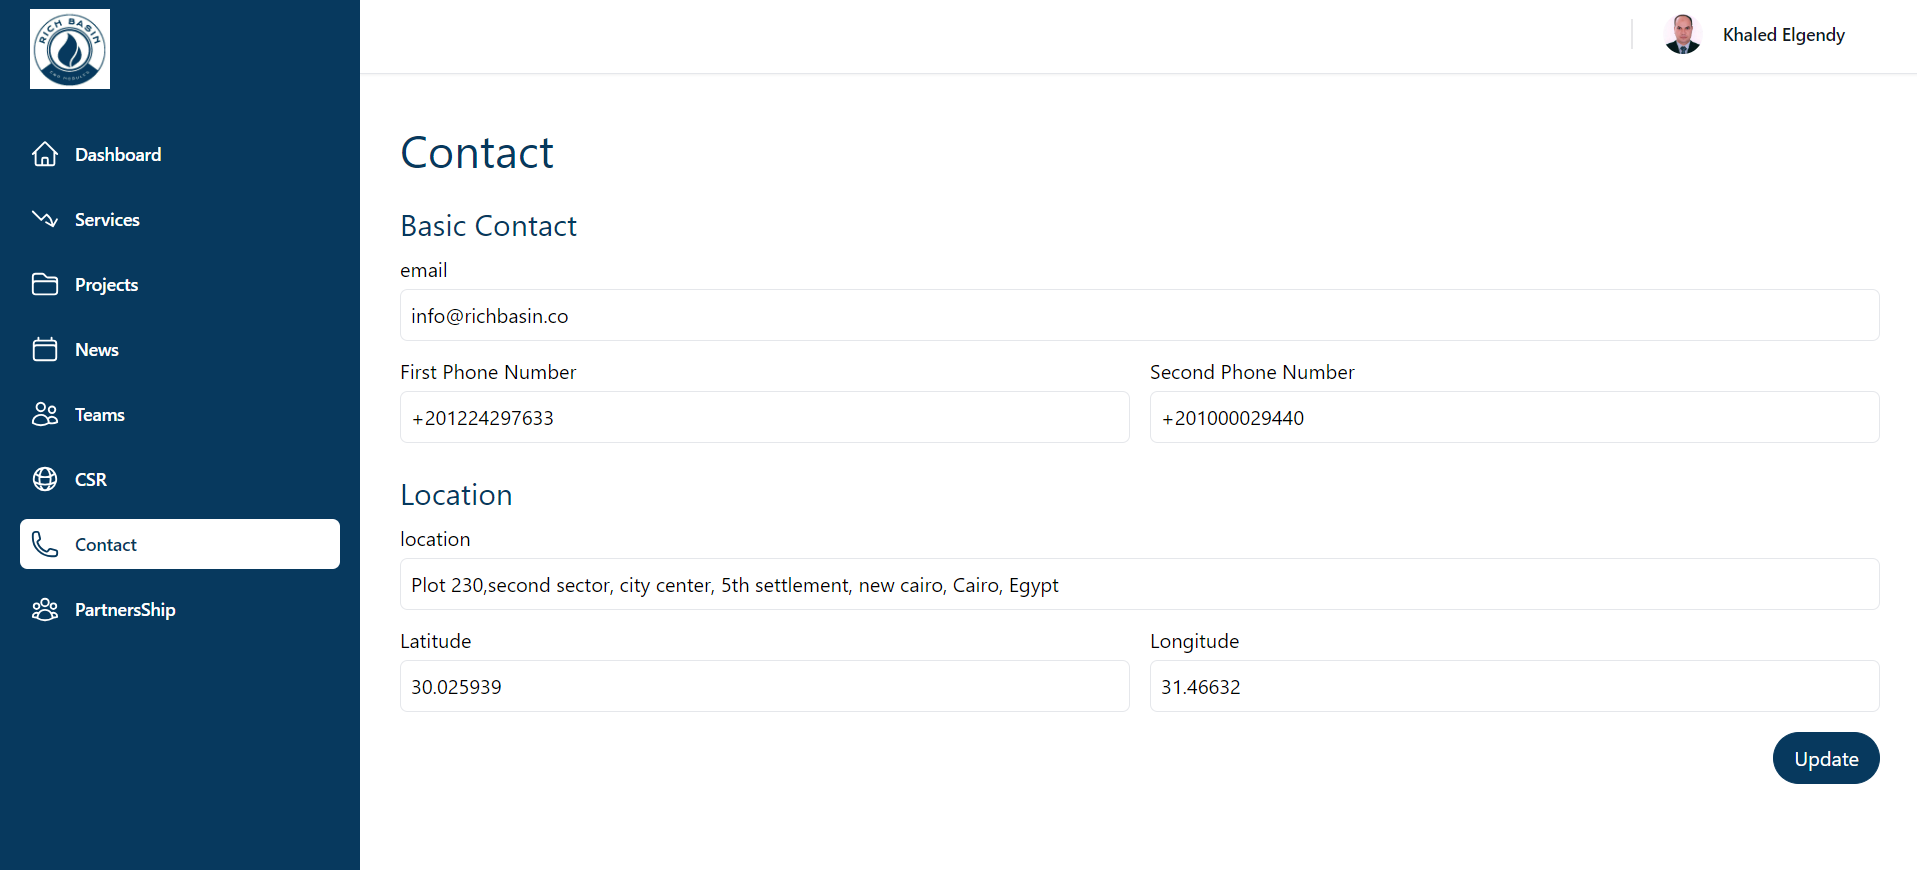 RICH BASIN
Khaled Elgendy
Dashboard
Services
Projects
News
Teams
CSR
Contact
PartnersShip
Contact
Basic Contact
email
info@richbasin.co
First Phone Number
Second Phone Number
+201224297633
+201000029440
Location
location
Plot 230,second sector, city center, 5th settlement, new cairo, Cairo, Egypt
Latitude
Longitude
30.025939
31.46632
Update